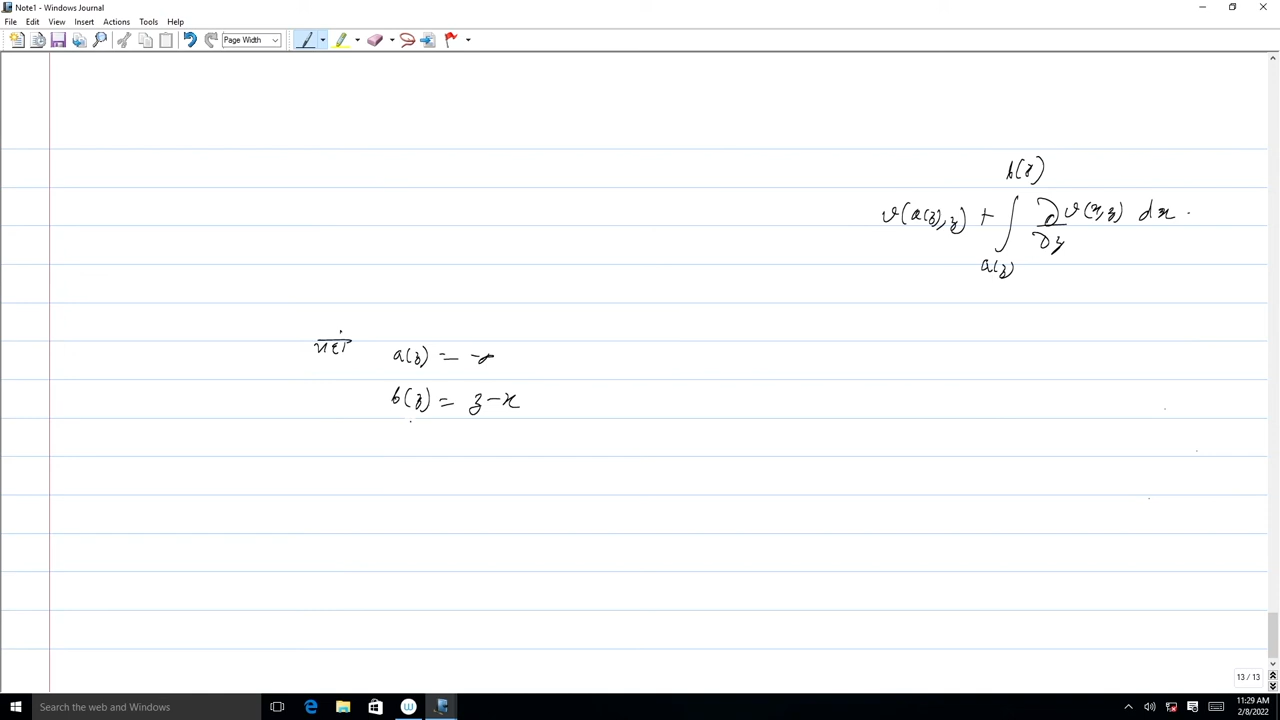 Note1 - Windows Journal
File Edit View Insert Actions Tools Help
Page Width
b(z)
v(a(z),z) + ∫ ∂/∂z v(x,z) dx.
a(z)
a(z) = -∞
b(z) = z-x
13 / 13
Search the web and Windows
11:29 AM
2/8/2022